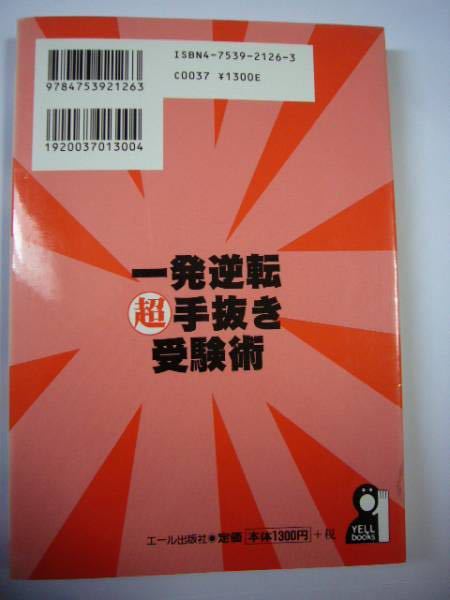 ISBN4-7539-2126-3
C0037 ¥1300E
9784753921263
1920037013004
一発逆転
超手抜き
受験術
YELL
books
エール出版社●定価 本体1300円 +税